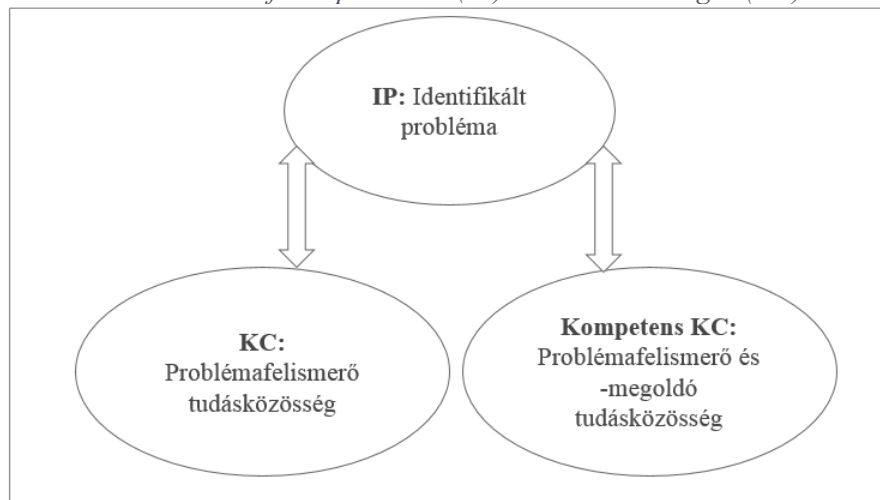 IP: Identifikált
probléma
KC:
Problémafelismerő
tudásközösség
Kompetens KC:
Problémafelismerő és
-megoldó
tudásközösség